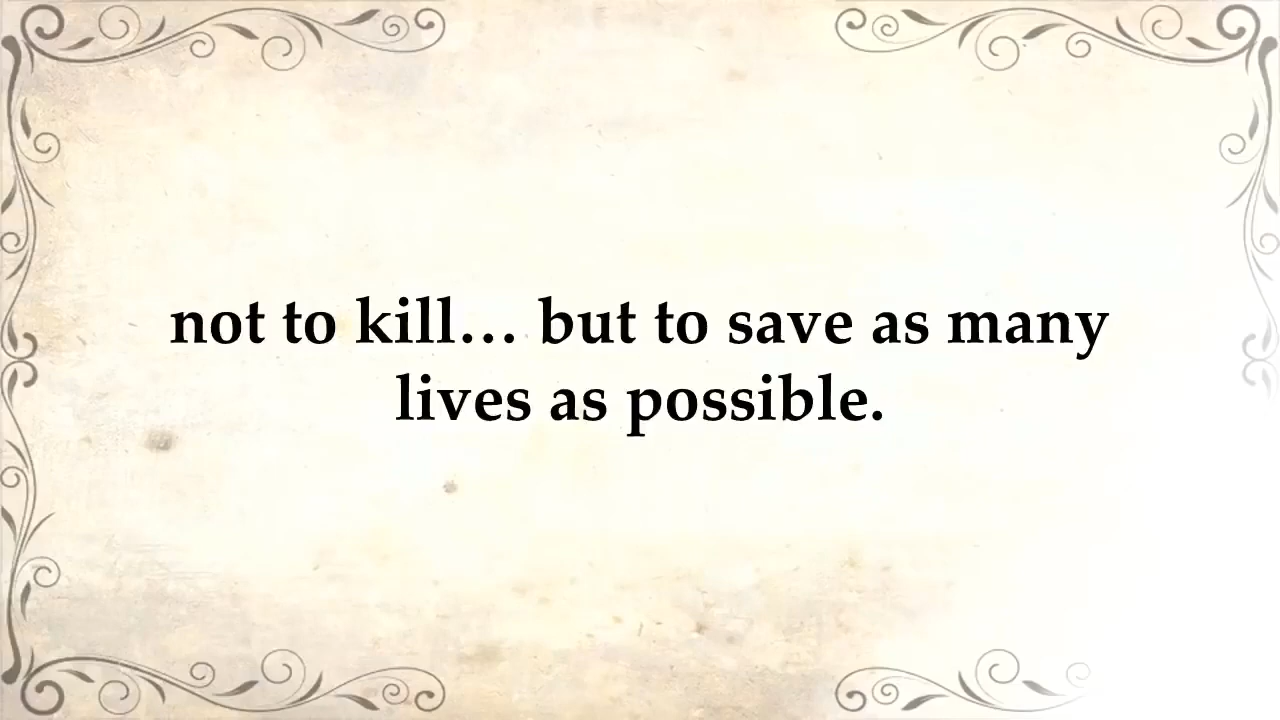 not to kill… but to save as many
lives as possible.